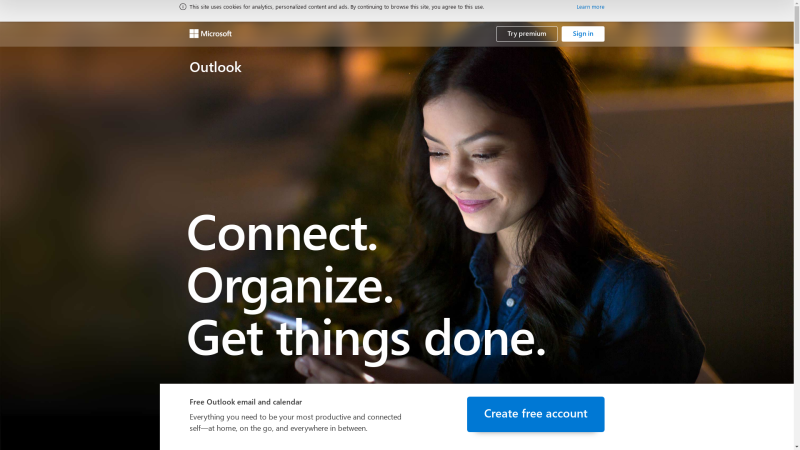 This site uses cookies for analytics, personalized content and ads. By continuing to browse this site, you agree to this use.
Learn more
Microsoft
Try premium
Sign in
Outlook
Connect.
Organize.
Get things done.
Free Outlook email and calendar
Everything you need to be your most productive and connected
self—at home, on the go, and everywhere in between.
Create free account